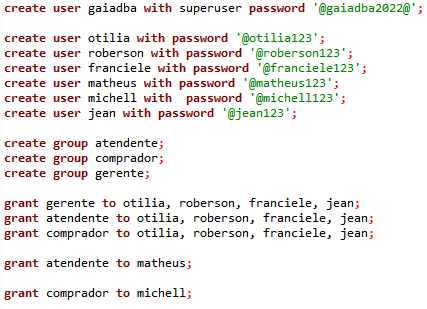 create user gaiadba with superuser password '@gaiadba2022@';
create user otilia with password '@otilia123';
create user roberson with password '@roberson123';
create user franciele with password '@franciele123';
create user matheus with password '@matheus123';
create user michell with  password '@michell123';
create user jean with password '@jean123';
create group atendente;
create group comprador;
create group gerente;
grant gerente to otilia, roberson, franciele, jean;
grant atendente to otilia, roberson, franciele, jean;
grant comprador to otilia, roberson, franciele, jean;
grant atendente to matheus;
grant comprador to michell;